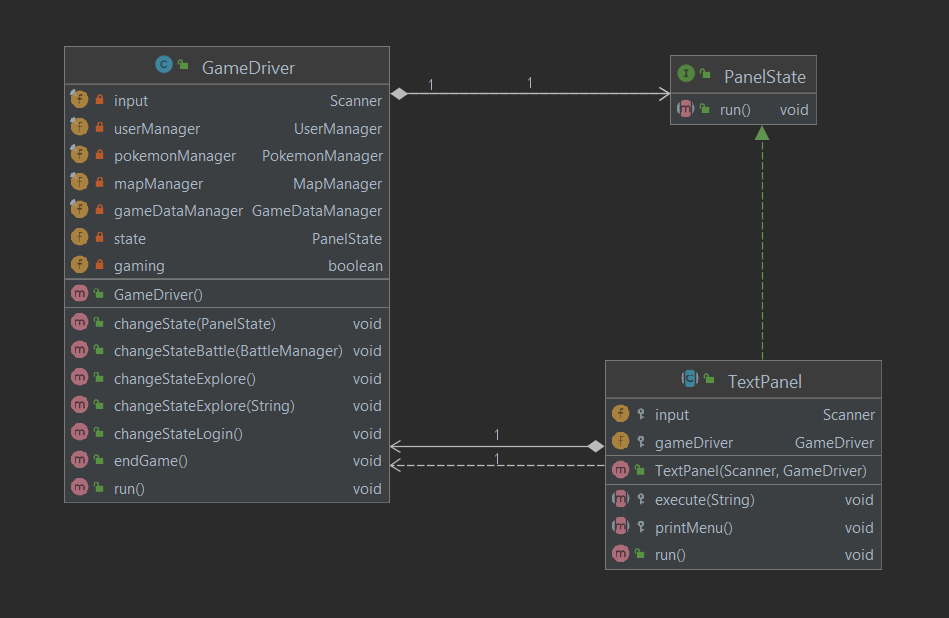 GameDriver
input Scanner
userManager UserManager
pokemonManager PokemonManager
mapManager MapManager
gameDataManager GameDataManager
state PanelState
gaming boolean
GameDriver()
changeState(PanelState) void
changeStateBattle(BattleManager) void
changeStateExplore() void
changeStateExplore(String) void
changeStateLogin() void
endGame() void
run() void
1 1
PanelState
run() void
1
1
TextPanel
input Scanner
gameDriver GameDriver
TextPanel(Scanner, GameDriver)
execute(String) void
printMenu() void
run() void